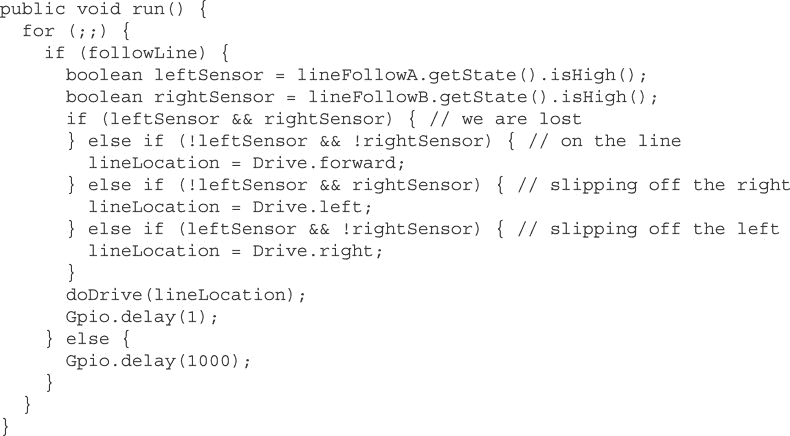 public void run() {
  for (;;) {
    if (followLine) {
      boolean leftSensor = lineFollowA.getState().isHigh();
      boolean rightSensor = lineFollowB.getState().isHigh();
      if (leftSensor && rightSensor) { // we are lost
      } else if (!leftSensor && !rightSensor) { // on the line
        lineLocation = Drive.forward;
      } else if (!leftSensor && rightSensor) { // slipping off the right
        lineLocation = Drive.left;
      } else if (leftSensor && !rightSensor) { // slipping off the left
        lineLocation = Drive.right;
      }
      doDrive(lineLocation);
      Gpio.delay(1);
    } else {
      Gpio.delay(1000);
    }
  }
}